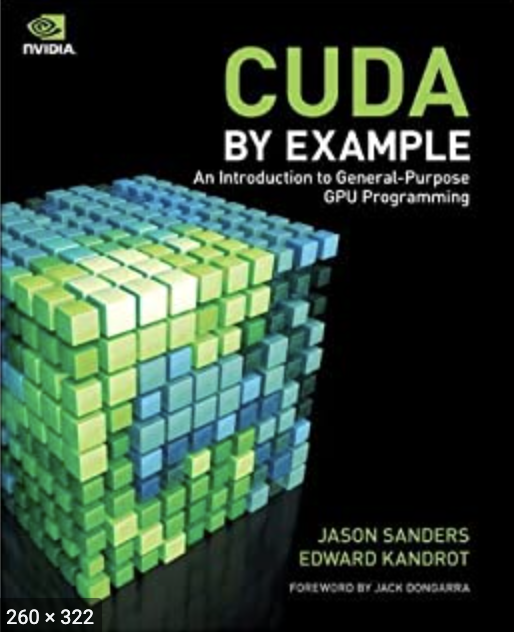 NVIDIA.
CUDA
BY EXAMPLE
An Introduction to General-Purpose
GPU Programming
JASON SANDERS
EDWARD KANDROT
FOREWORD BY JACK DONGARRA
260 × 322